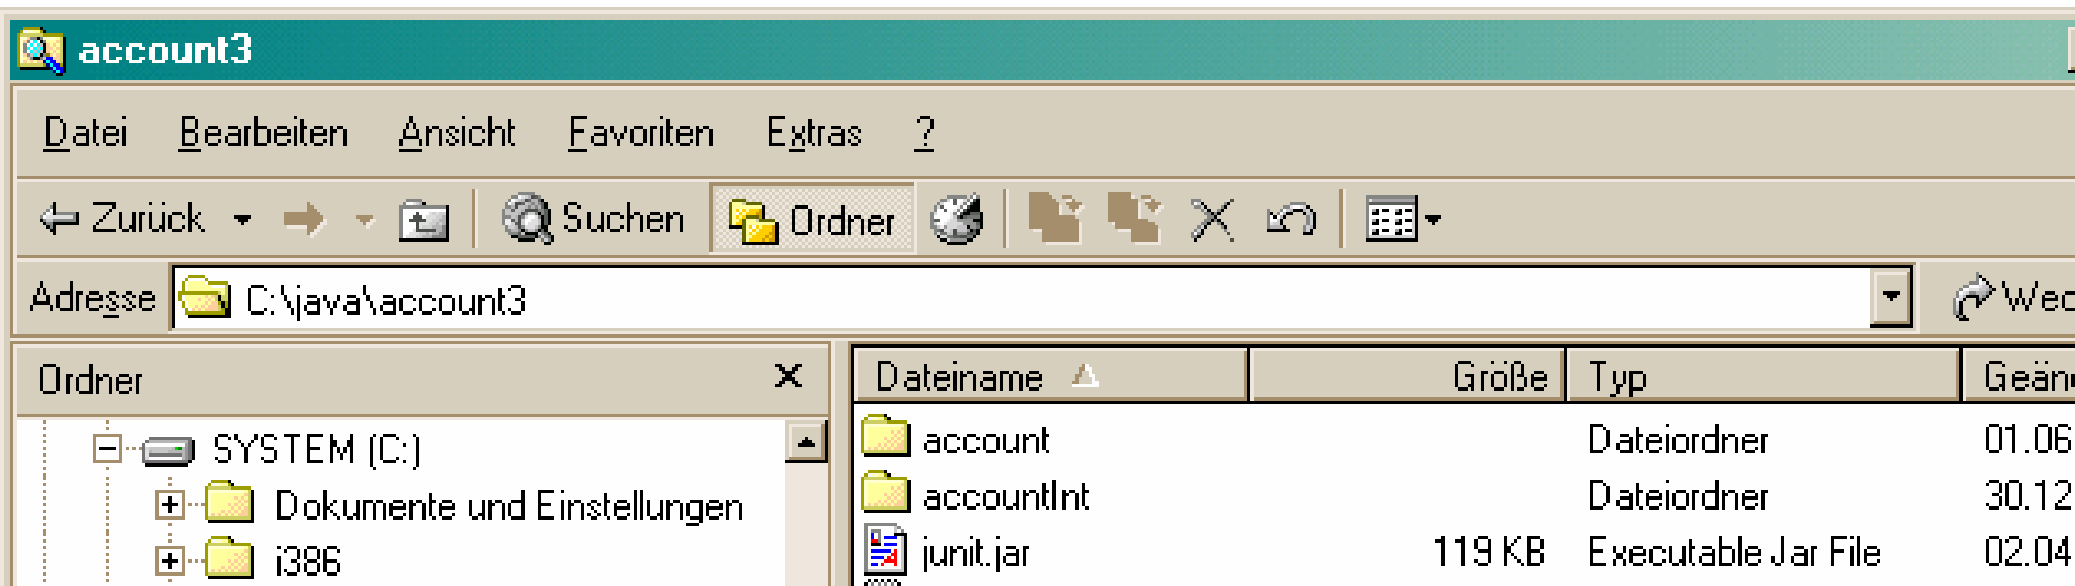 account3
Datei Bearbeiten Ansicht Favoriten Extras ?
Zurück Suchen Ordner
Adresse C:\java\account3
Ordner Dateiname Größe Typ
SYSTEM (C:) account Dateiordner 01.06
Dokumente und Einstellungen accountInt Dateiordner 30.12
i386 junit.jar 119 KB Executable Jar File 02.04